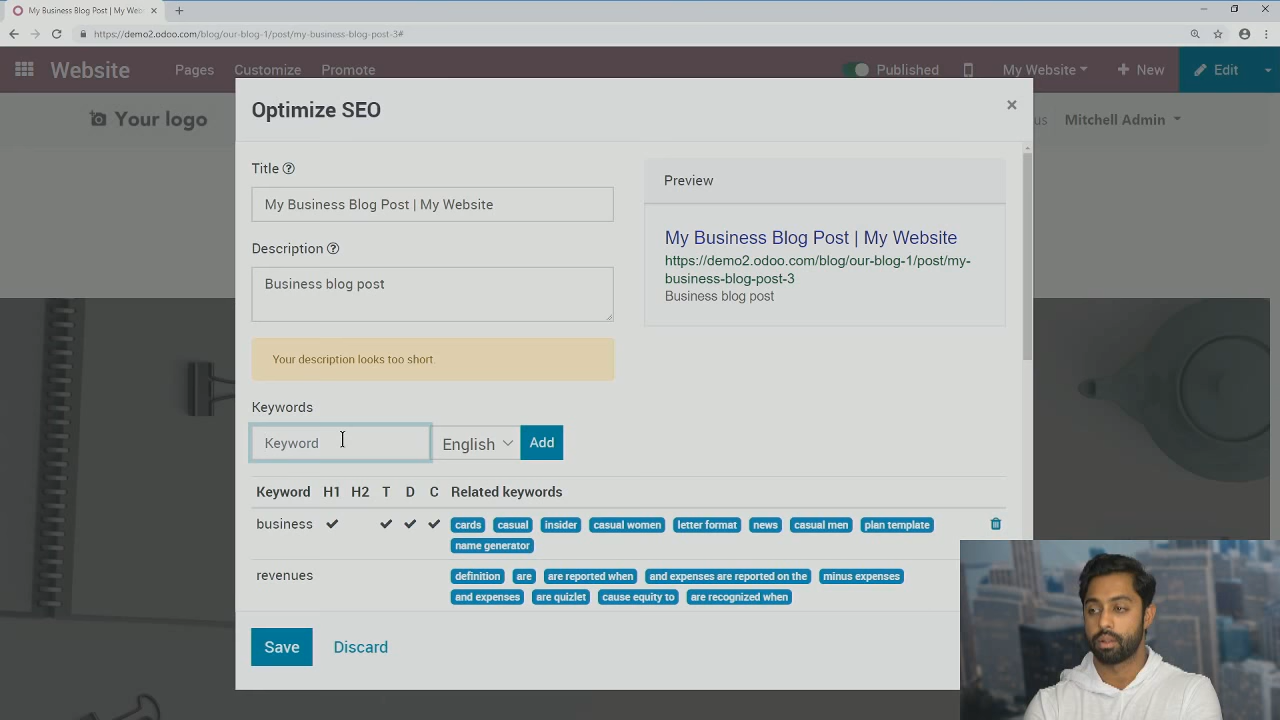 My Business Blog Post | My Web
https://demo2.odoo.com/blog/our-blog-1/post/my-business-blog-post-3#
Website
Pages
Customize
Promote
Published
My Website
New
Edit
Your logo
us
Mitchell Admin
Optimize SEO
Title
My Business Blog Post | My Website
Description
Business blog post
Your description looks too short.
Preview
My Business Blog Post | My Website
https://demo2.odoo.com/blog/our-blog-1/post/my-
business-blog-post-3
Business blog post
Keywords
Keyword
English
Add
Keyword H1 H2 T D C Related keywords
business cards casual insider casual women letter format news casual men plan template
name generator
revenues definition are are reported when and expenses are reported on the minus expenses
and expenses are quizlet cause equity to are recognized when
Save
Discard